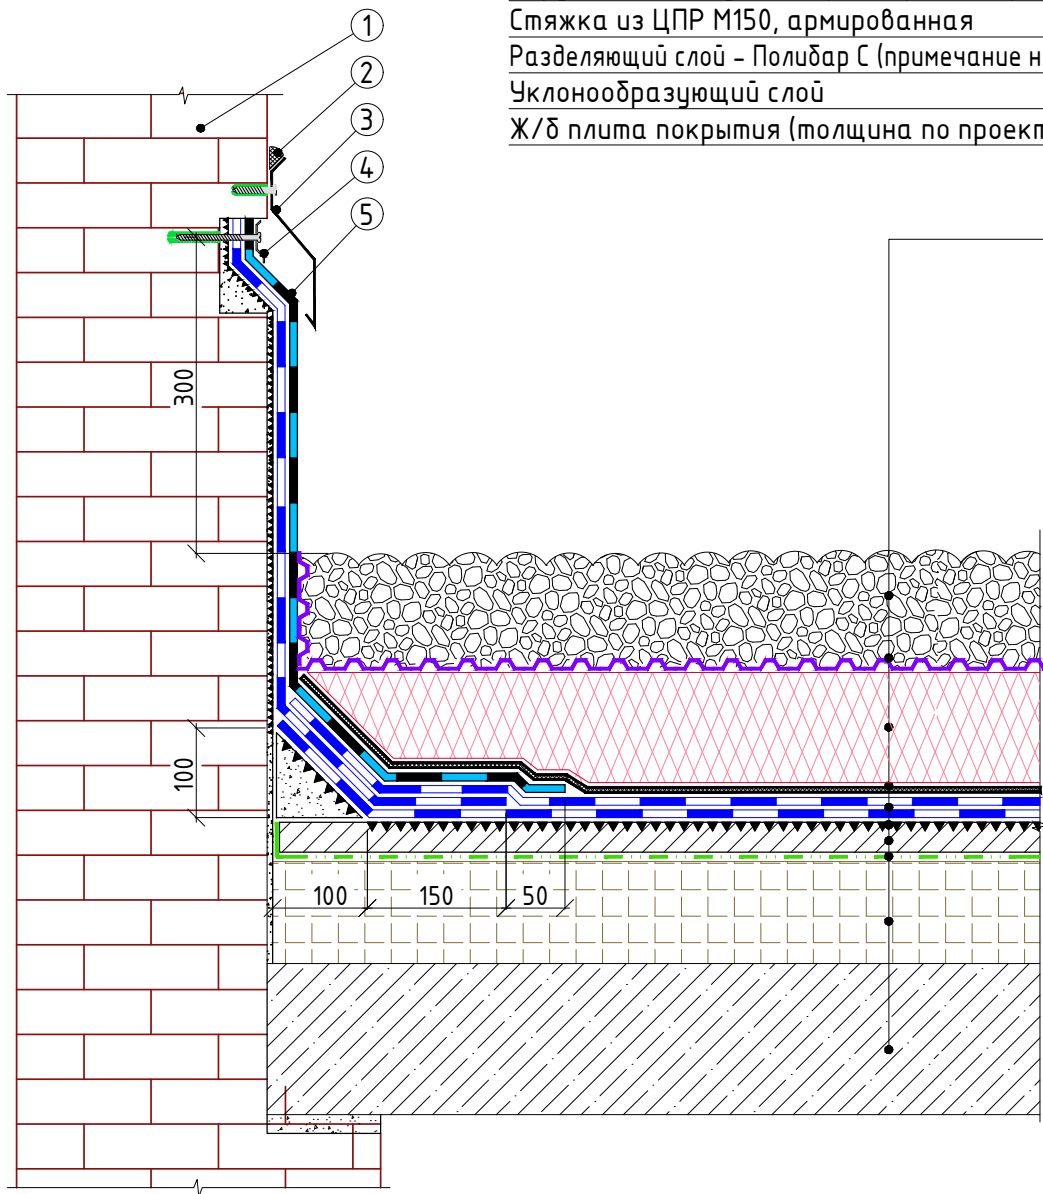 Стяжка из ЦПР М150, армированная
Разделяющий слой - Полибар С (примечание н
Уклонообразующий слой
Ж/б плита покрытия (толщина по проект
1
2
3
4
5
300
100
100 150 50